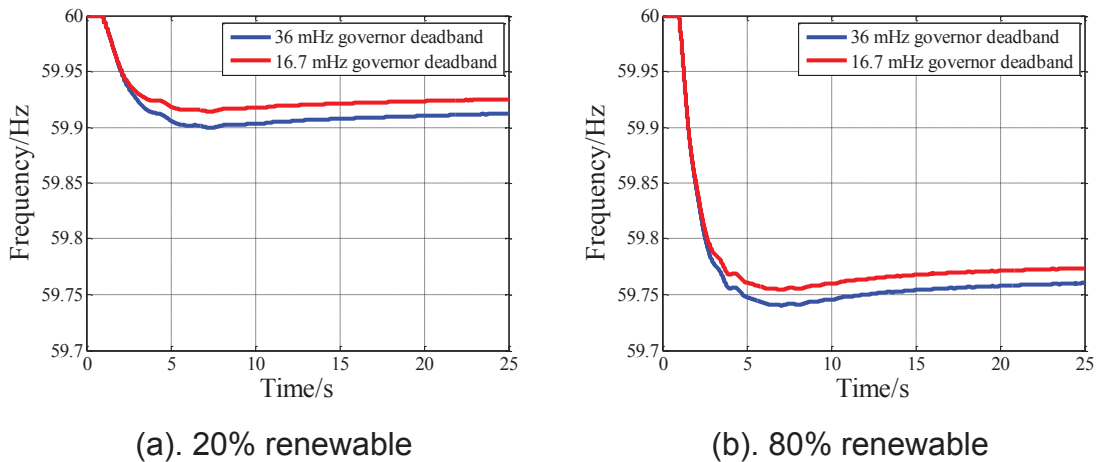 60
59.95
59.9
59.85
59.8
59.75
59.7
Frequency/Hz
36 mHz governor deadband
16.7 mHz governor deadband
0 5 10 15 20 25
Time/s
(a). 20% renewable
60
59.95
59.9
59.85
59.8
59.75
59.7
Frequency/Hz
36 mHz governor deadband
16.7 mHz governor deadband
0 5 10 15 20 25
Time/s
(b). 80% renewable